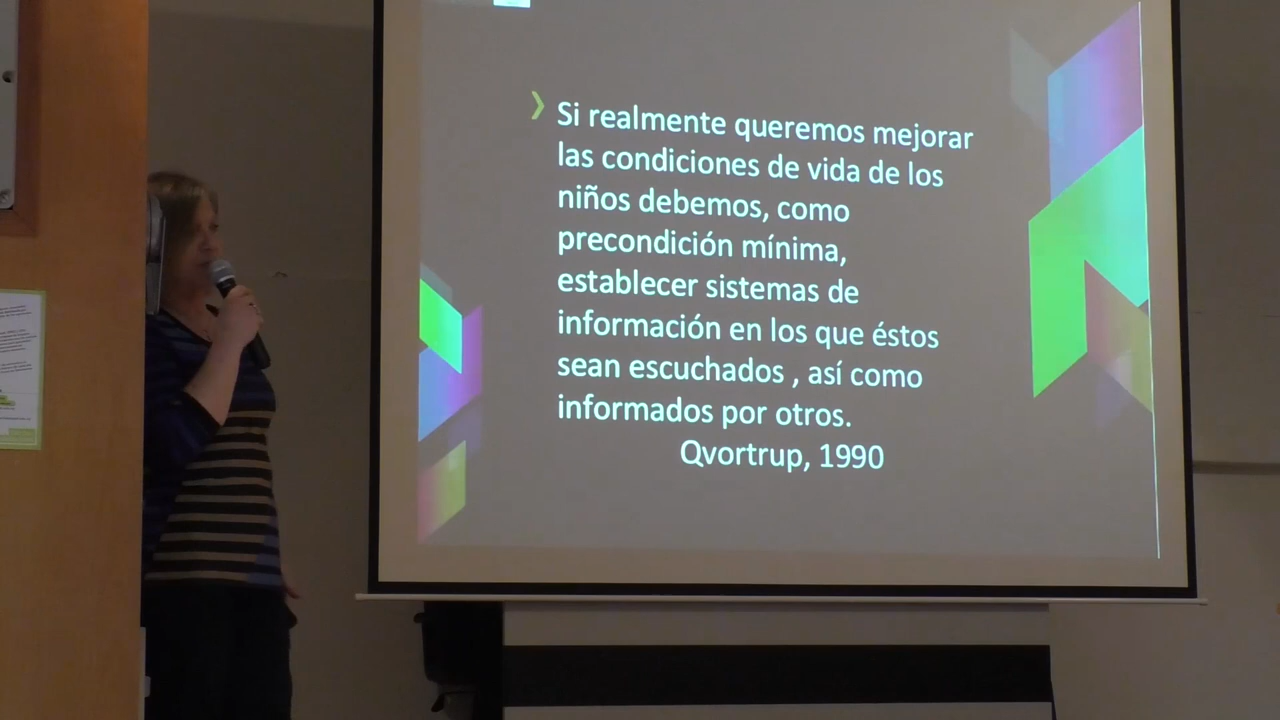 Si realmente queremos mejorar
las condiciones de vida de los
niños debemos, como
precondición mínima,
establecer sistemas de
información en los que éstos
sean escuchados , así como
informados por otros.
Qvortrup, 1990